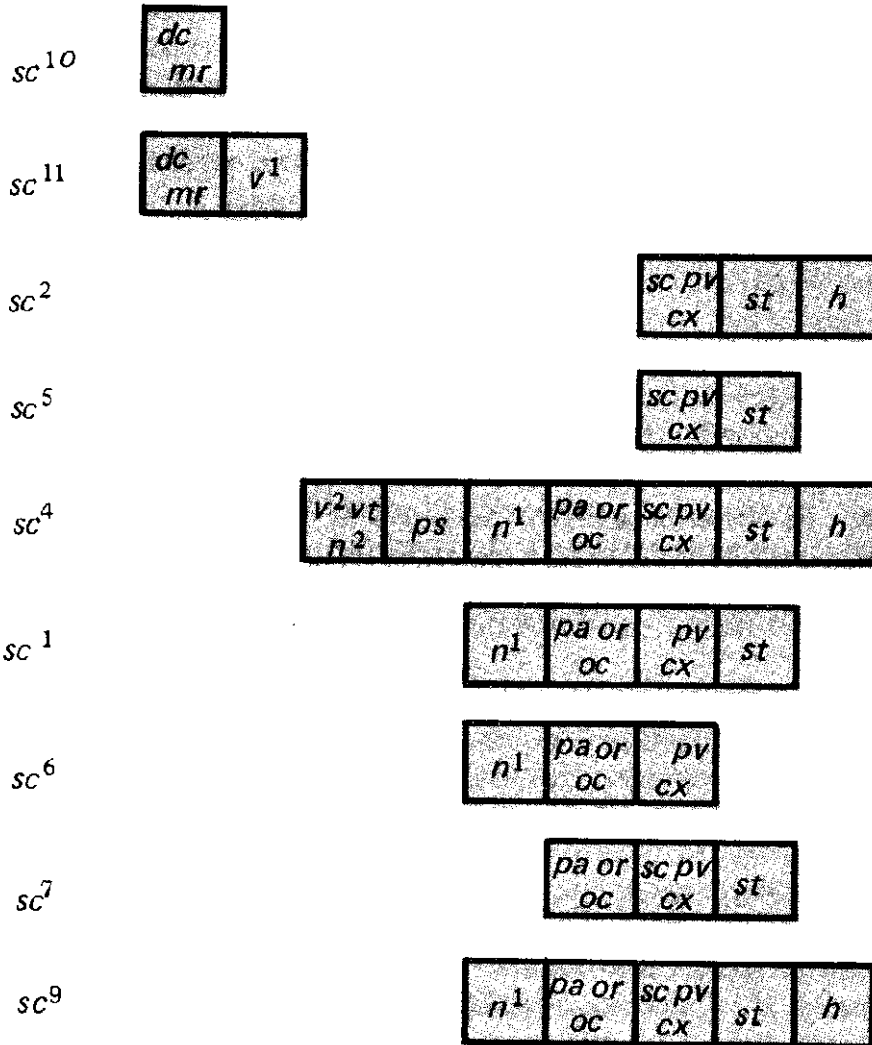 sc¹⁰ dc mr
sc¹¹ dc mr v¹
sc² sc pv cx st h
sc⁵ sc pv cx st
sc⁴ v² vt n² ps n¹ pa or oc sc pv cx st h
sc¹ n¹ pa or oc pv cx st
sc⁶ n¹ pa or oc pv cx
sc⁷ pa or oc sc pv cx st
sc⁹ n¹ pa or oc sc pv cx st h